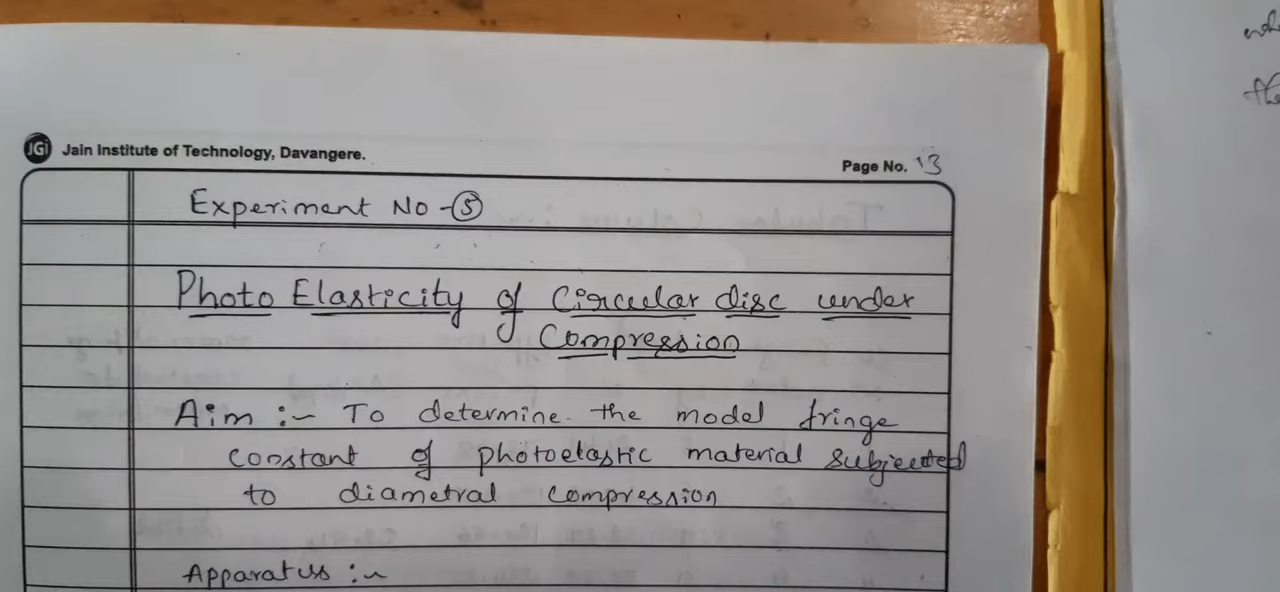 JGi Jain Institute of Technology, Davangere.
Page No. 13
Experiment No - 5
Photo Elasticity of Circular disc under
Compression
Aim :- To determine the model fringe
constant of photoelastic material subjected
to diametral compression
Apparatus :-